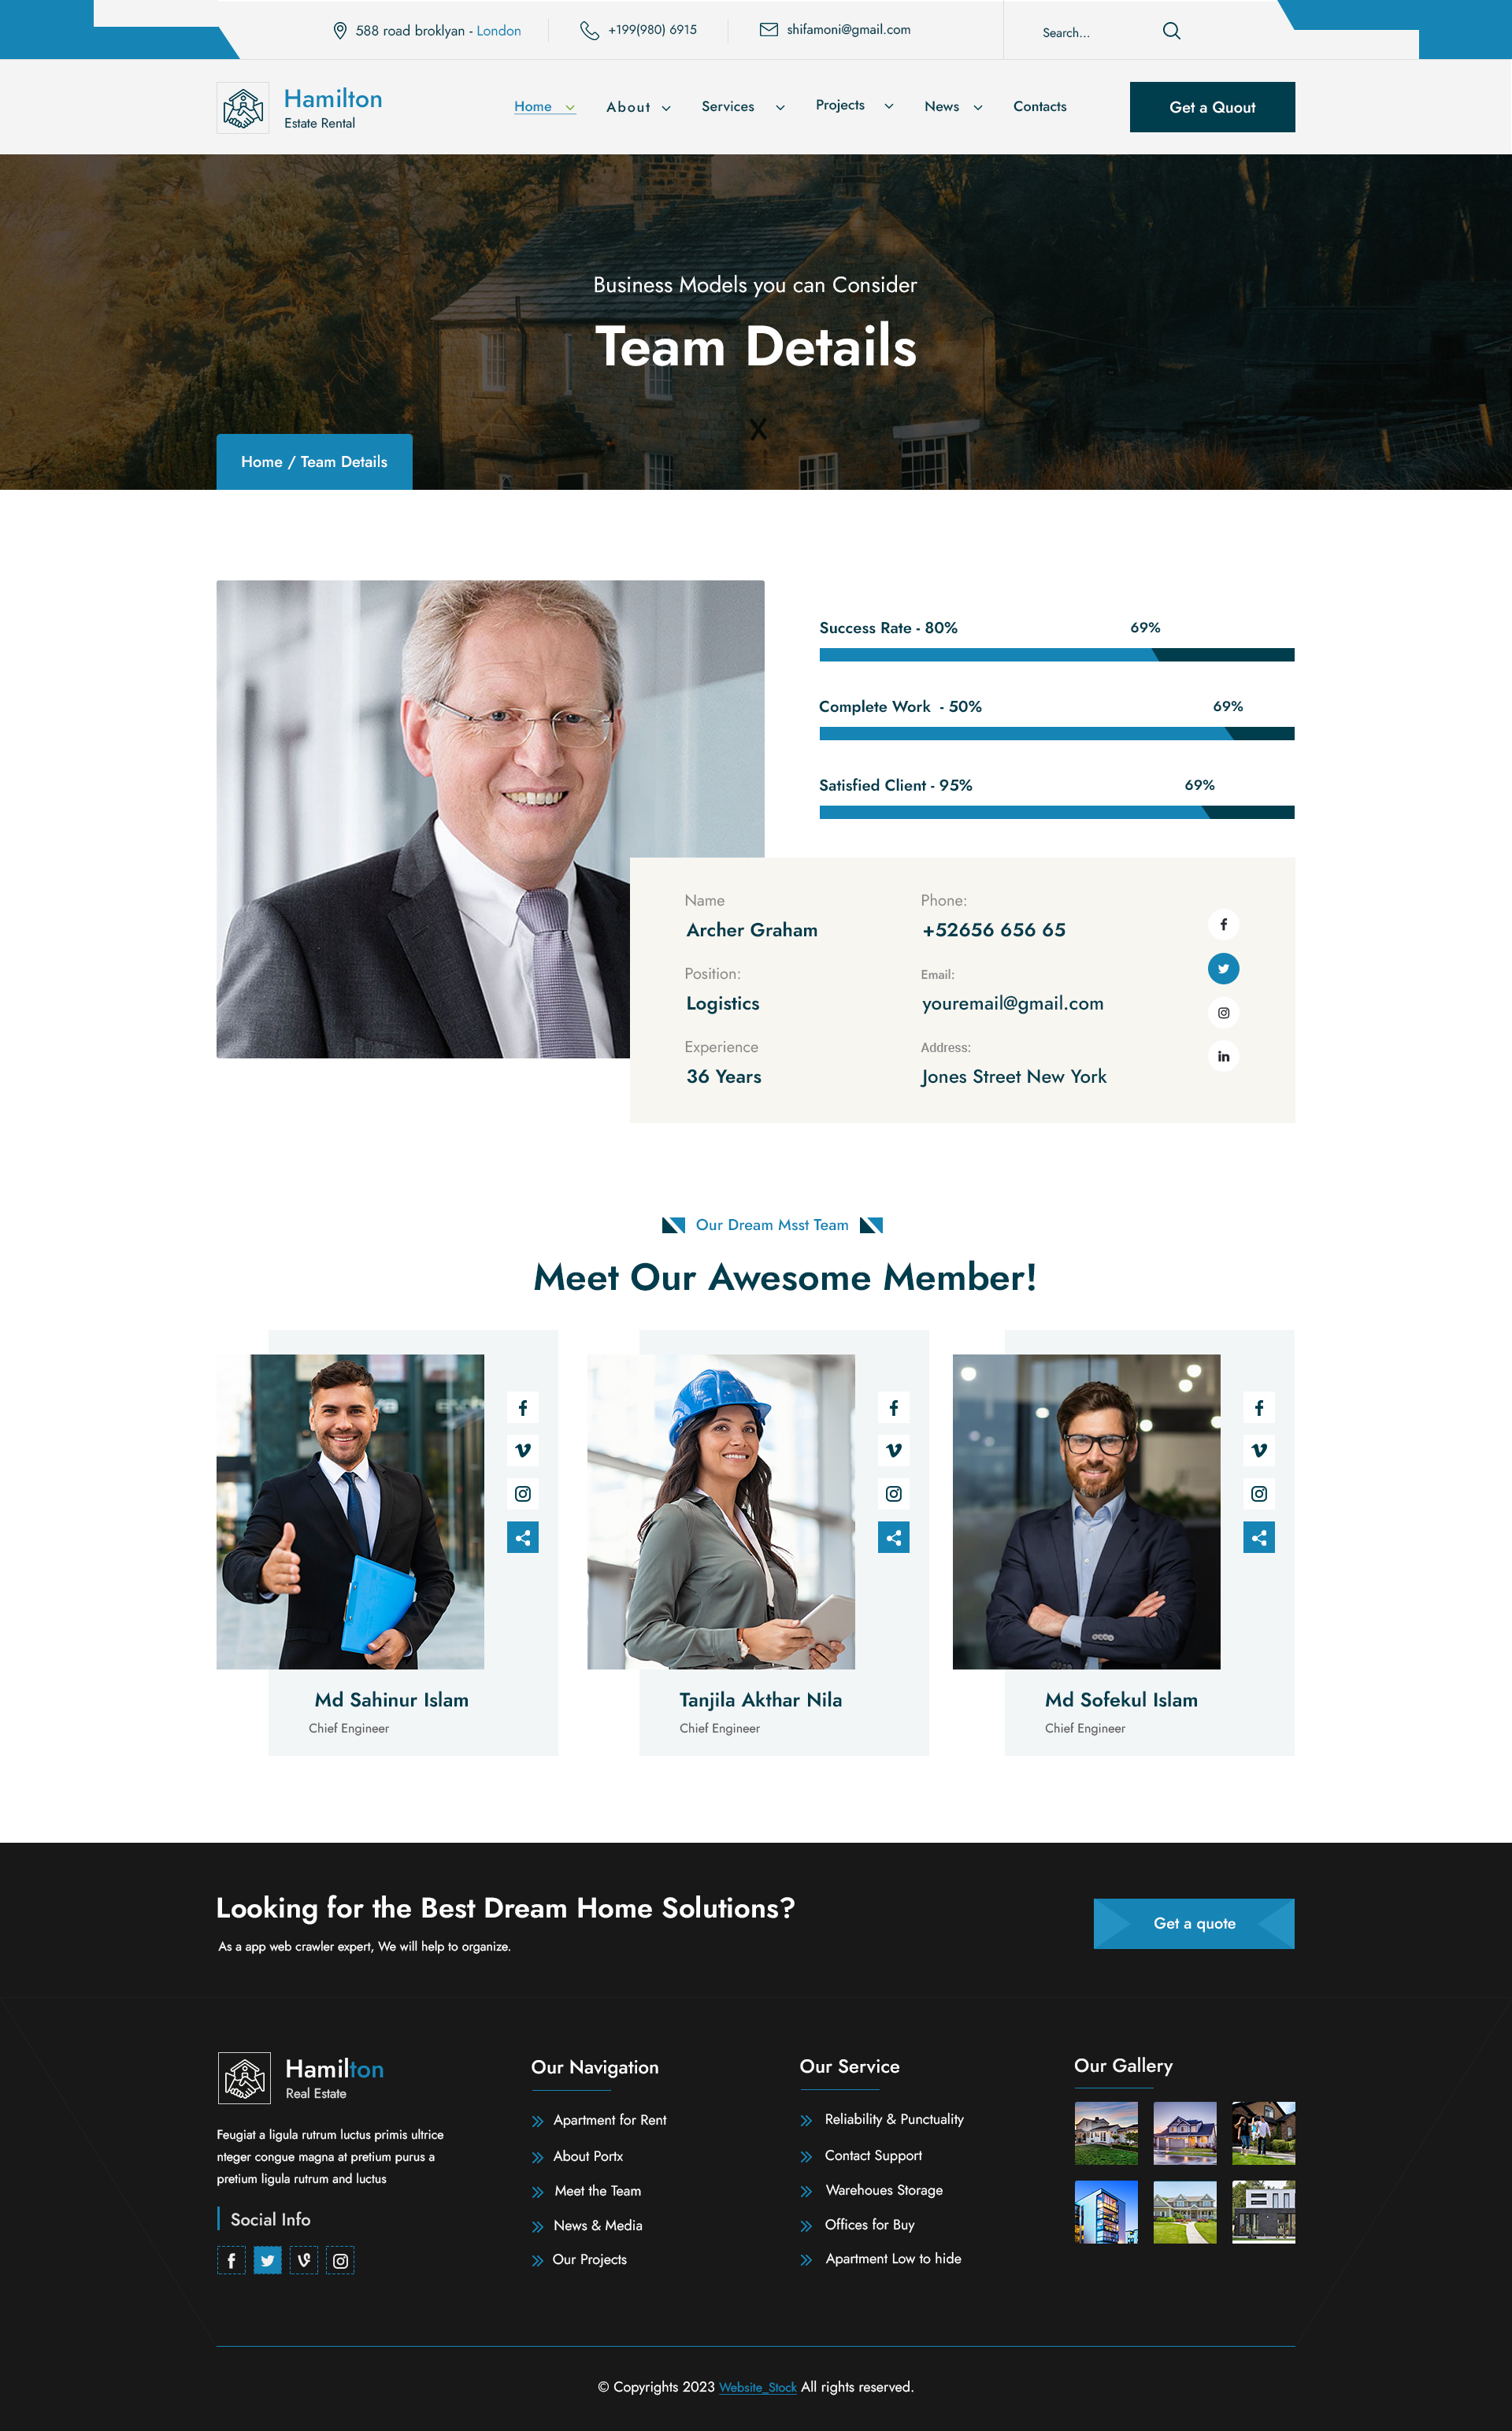 588 road broklyan - London
+199(980) 6915
shifamoni@gmail.com
Search...
Hamilton
Estate Rental
Home
About
Services
Projects
News
Contacts
Get a Quout
Business Models you can Consider
Team Details
X
Home / Team Details
Success Rate - 80%
69%
Complete Work - 50%
69%
Satisfied Client - 95%
69%
Name
Archer Graham
Position:
Logistics
Experience
36 Years
Phone:
+52656 656 65
Email:
youremail@gmail.com
Address:
Jones Street New York
Our Dream Msst Team
Meet Our Awesome Member!
Md Sahinur Islam
Chief Engineer
Tanjila Akthar Nila
Chief Engineer
Md Sofekul Islam
Chief Engineer
Looking for the Best Dream Home Solutions?
As a app web crawler expert, We will help to organize.
Get a quote
Hamilton
Real Estate
Feugiat a ligula rutrum luctus primis ultrice
nteger congue magna at pretium purus a
pretium ligula rutrum and luctus
Social Info
Our Navigation
Apartment for Rent
About Portx
Meet the Team
News & Media
Our Projects
Our Service
Reliability & Punctuality
Contact Support
Warehoues Storage
Offices for Buy
Apartment Low to hide
Our Gallery
© Copyrights 2023 Website_Stock All rights reserved.